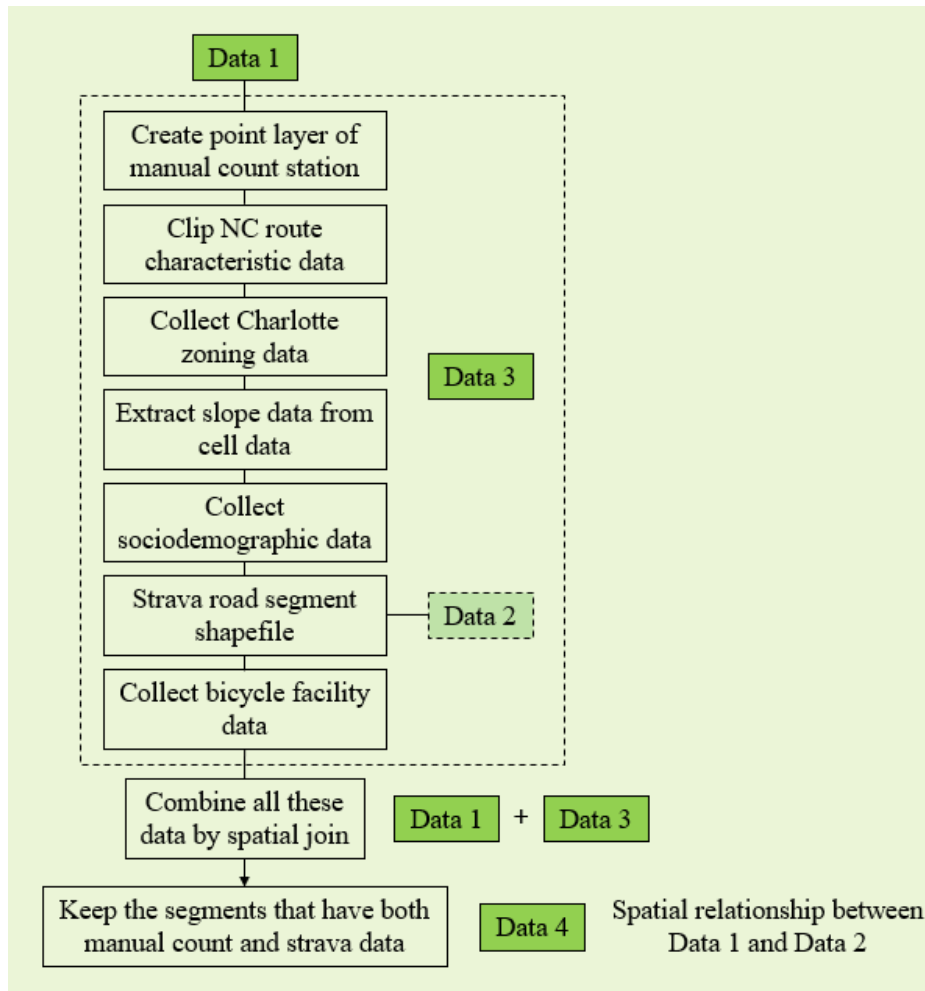 Data 1
Create point layer of
manual count station
Clip NC route
characteristic data
Collect Charlotte
zoning data
Data 3
Extract slope data from
cell data
Collect
sociodemographic data
Strava road segment
shapefile
Data 2
Collect bicycle facility
data
Combine all these
data by spatial join
Data 1 + Data 3
Keep the segments that have both
manual count and strava data
Data 4
Spatial relationship between
Data 1 and Data 2